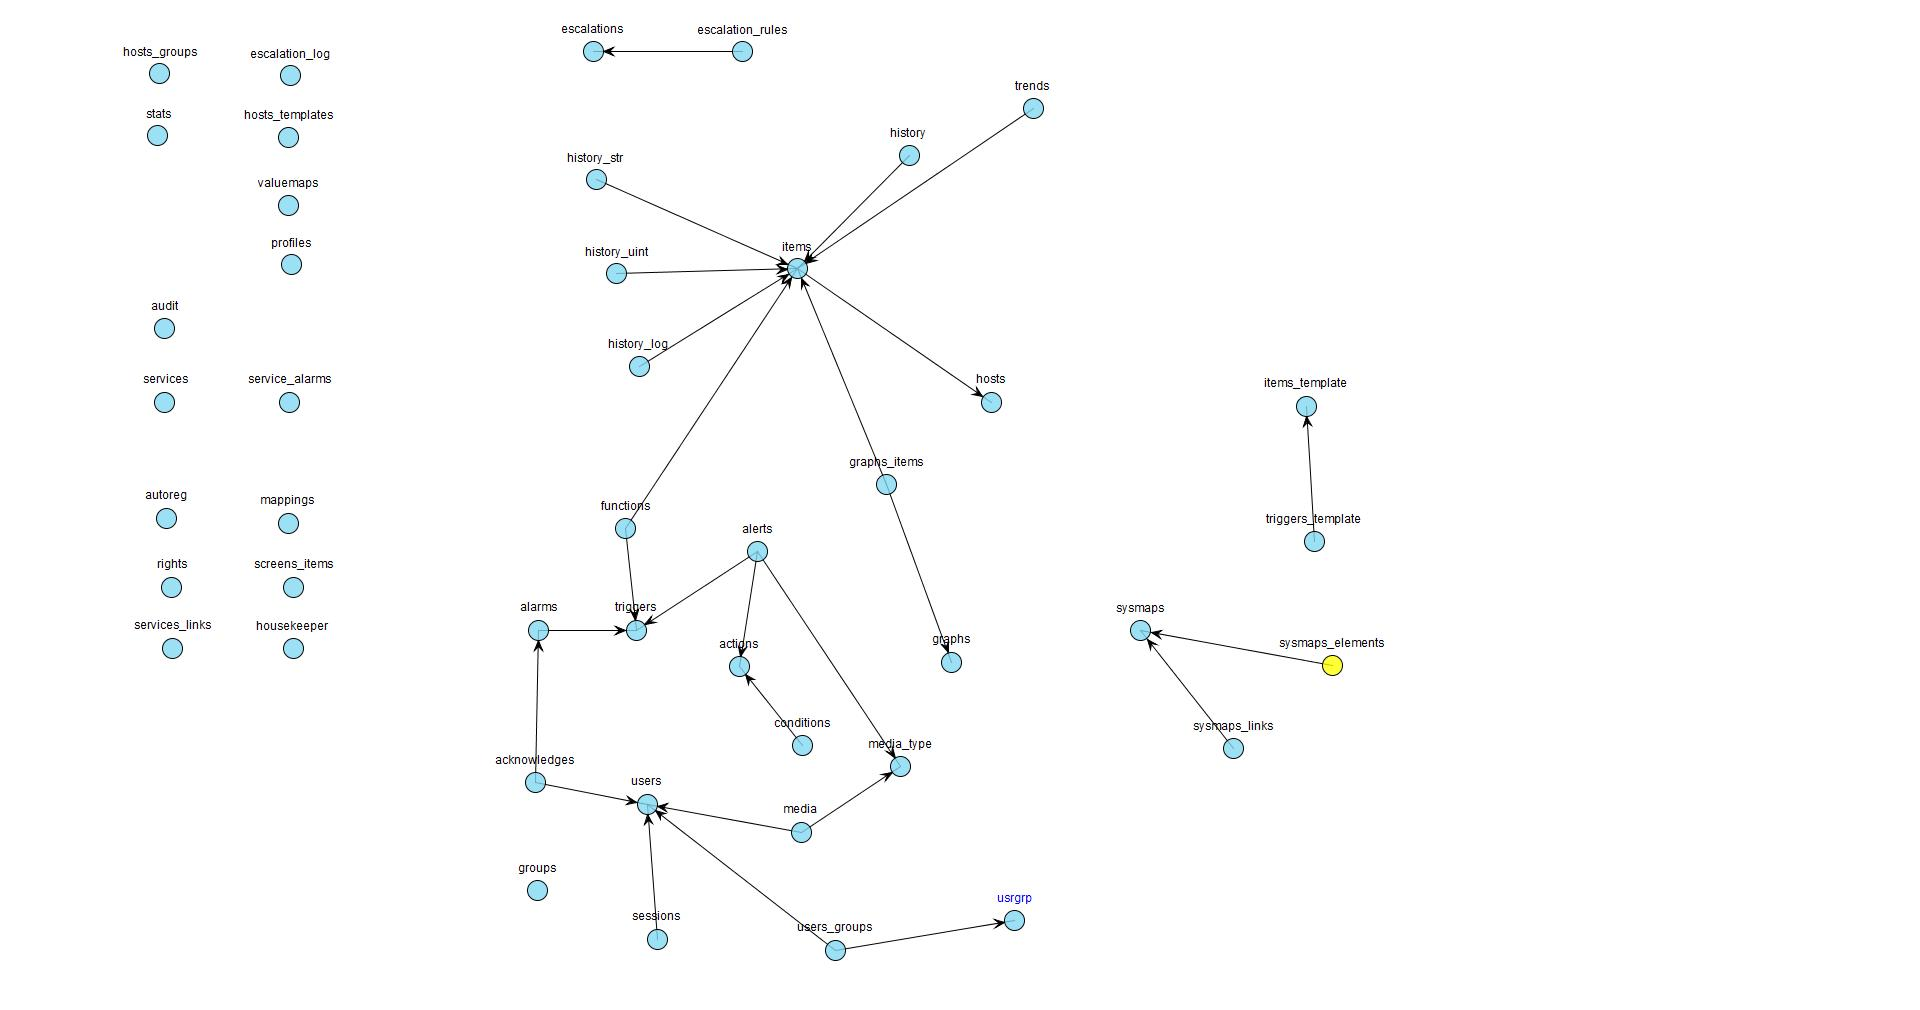 escalations
escalation_rules
hosts_groups
escalation_log
trends
stats
hosts_templates
history
history_str
valuemaps
profiles
items
history_uint
audit
history_log
services
service_alarms
hosts
items_template
graphs_items
autoreg
mappings
functions
triggers_template
alerts
rights
screens_items
alarms
triggers
sysmaps
services_links
housekeeper
actions
graphs
sysmaps_elements
conditions
sysmaps_links
media_type
acknowledges
users
media
groups
usrgrp
sessions
users_groups